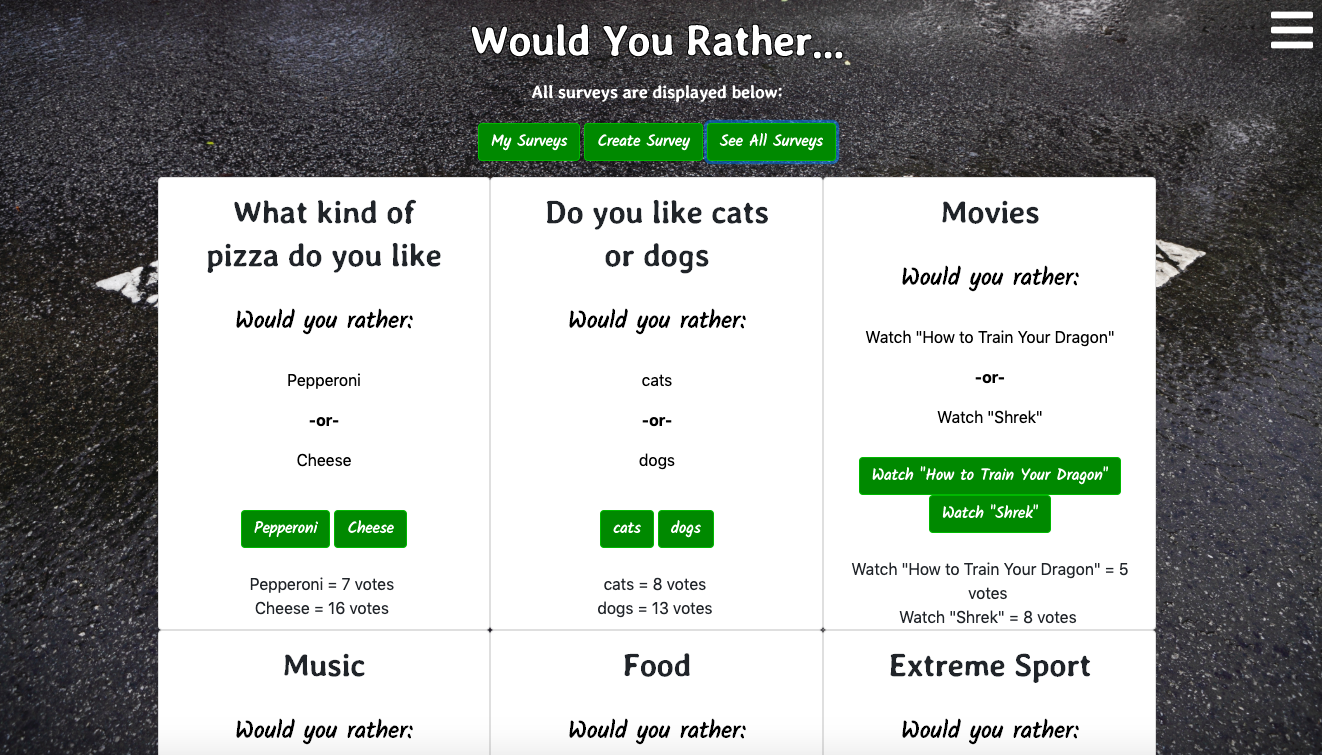 Would You Rather...
All surveys are displayed below:
My Surveys
Create Survey
See All Surveys
What kind of
pizza do you like
Would you rather:
Pepperoni
-or-
Cheese
Pepperoni
Cheese
Pepperoni = 7 votes
Cheese = 16 votes
Do you like cats
or dogs
Would you rather:
cats
-or-
dogs
cats
dogs
cats = 8 votes
dogs = 13 votes
Movies
Would you rather:
Watch "How to Train Your Dragon"
-or-
Watch "Shrek"
Watch "How to Train Your Dragon"
Watch "Shrek"
Watch "How to Train Your Dragon" = 5
votes
Watch "Shrek" = 8 votes
Music
Would you rather:
Food
Would you rather:
Extreme Sport
Would you rather: